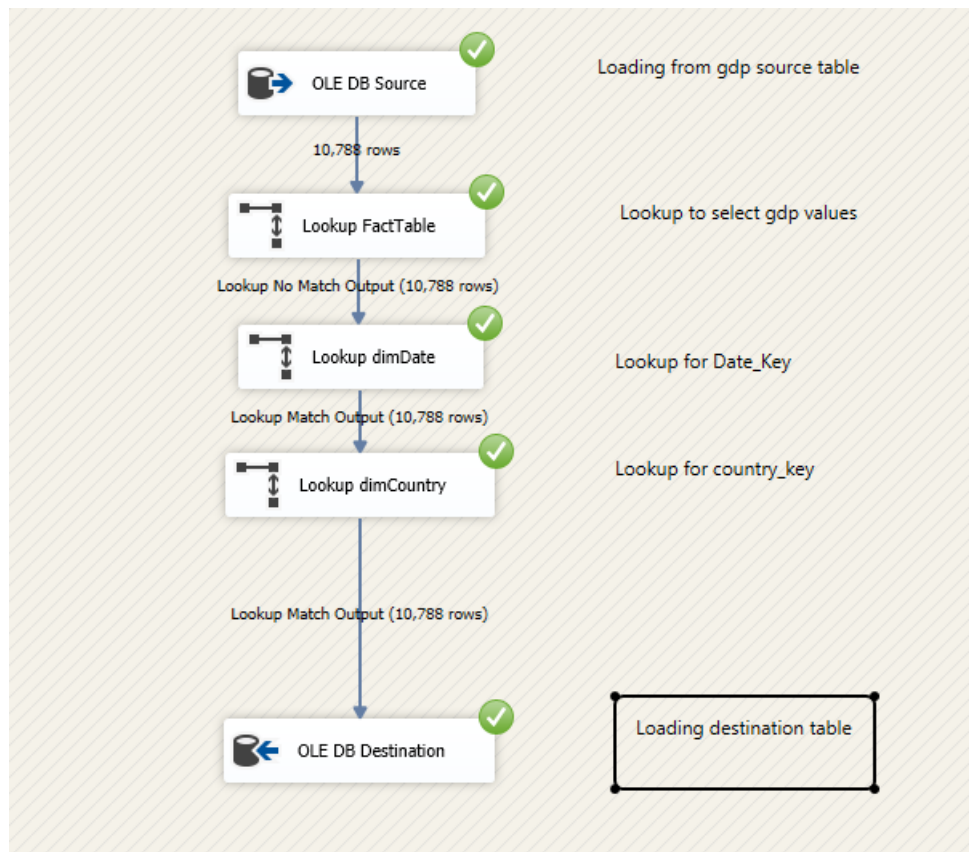 OLE DB Source
Loading from gdp source table
10,788 rows
Lookup FactTable
Lookup to select gdp values
Lookup No Match Output (10,788 rows)
Lookup dimDate
Lookup for Date_Key
Lookup Match Output (10,788 rows)
Lookup dimCountry
Lookup for country_key
Lookup Match Output (10,788 rows)
OLE DB Destination
Loading destination table